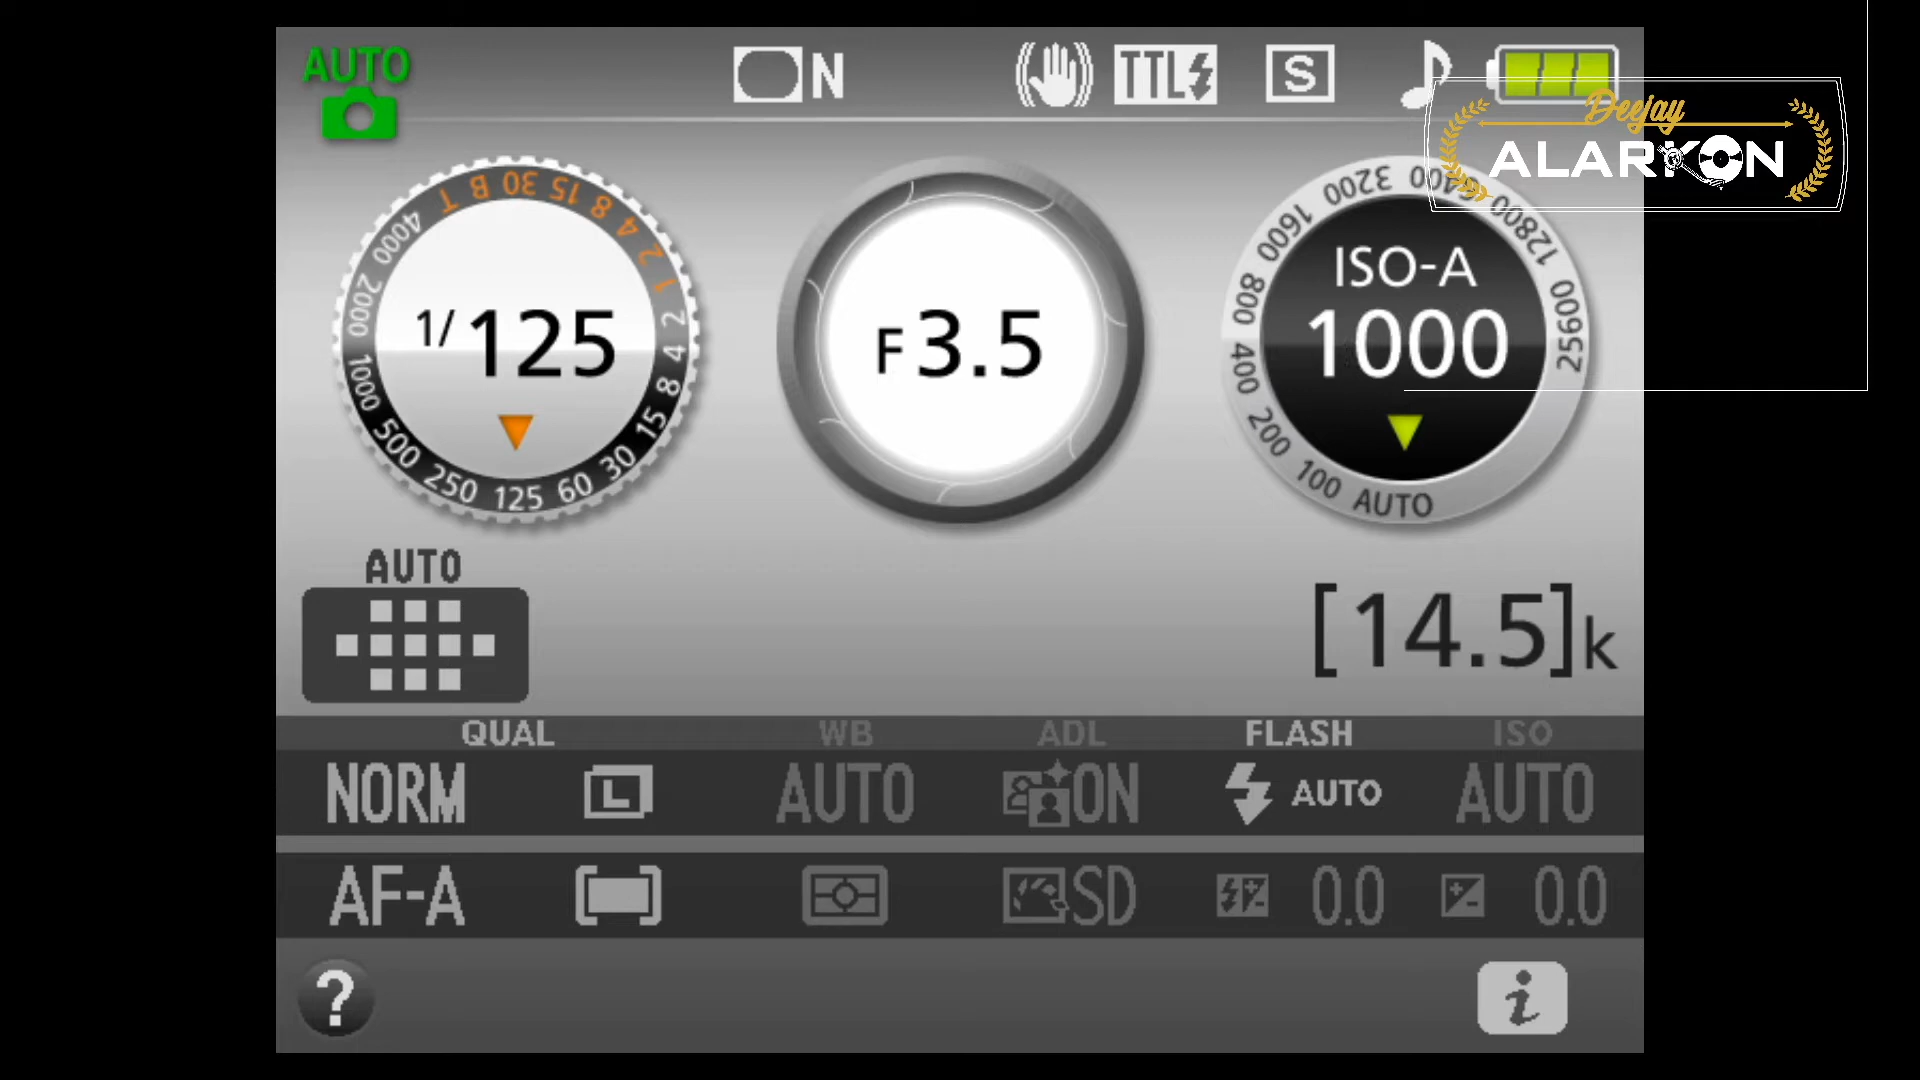 AUTO
N
TTL
S
Deejay
ALARKON
4000 T B 30 15 8 4 2 1 2 4 8 15 30 60 125 250 500 1000 2000
1/125
F3.5
3200 6400 12800 25600
1600 800 400 200 100 AUTO
ISO-A
1000
AUTO
[14.5]k
QUAL WB ADL FLASH ISO
NORM L AUTO ON AUTO AUTO
AF-A SD 0.0 0.0
? i